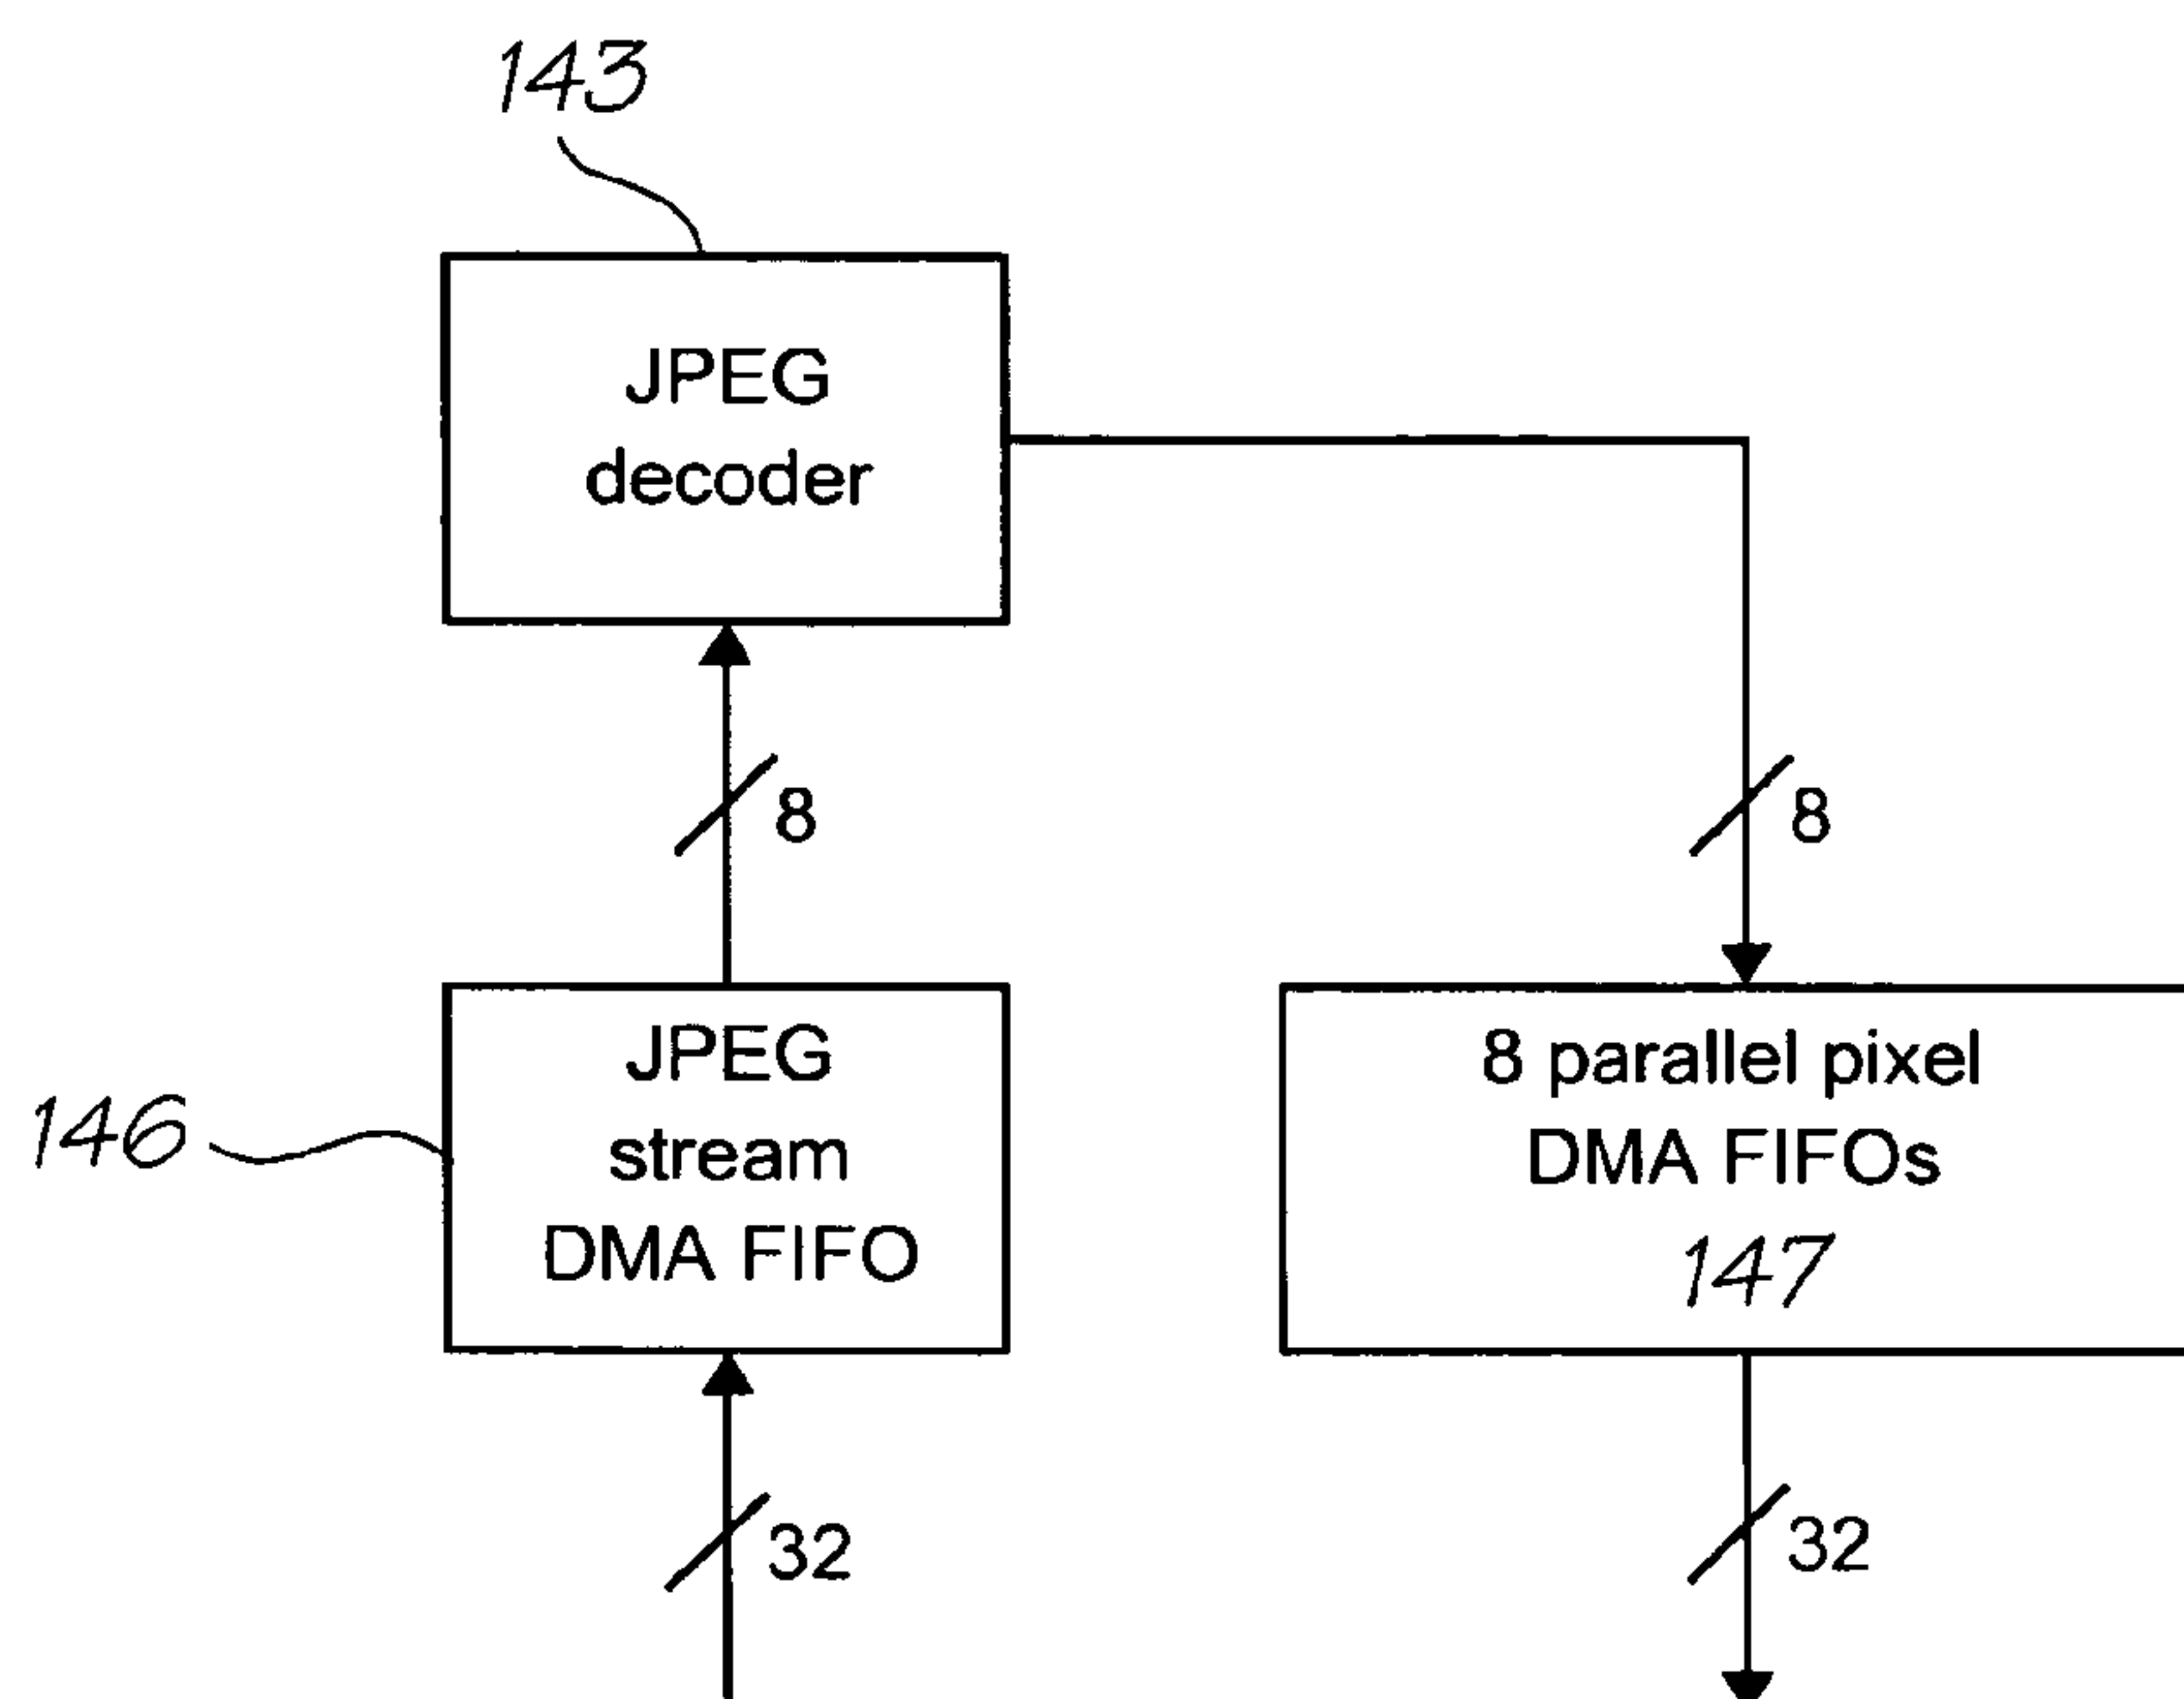 143
JPEG
decoder
8
8
JPEG
stream
DMA FIFO
146
8 parallel pixel
DMA FIFOs
147
32
32